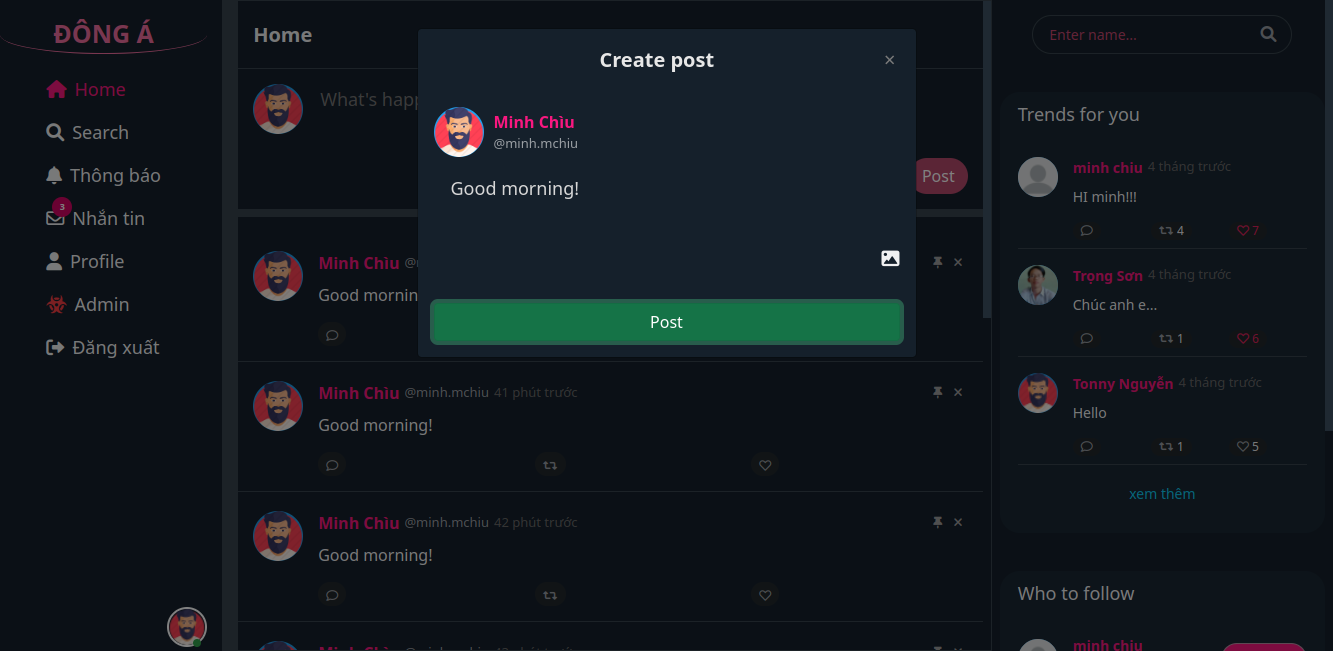 ĐÔNG Á
Home
Search
Thông báo
3
Nhắn tin
Profile
Admin
Đăng xuất
Home
What's hap
Post
Create post
×
Minh Chìu
@minh.mchiu
Good morning!
Post
Minh Chìu
Good mornin
Minh Chìu @minh.mchiu 41 phút trước
Good morning!
Minh Chìu @minh.mchiu 42 phút trước
Good morning!
Enter name...
Trends for you
minh chiu 4 tháng trước
HI minh!!!
4 7
Trọng Sơn 4 tháng trước
Chúc anh e...
1 6
Tonny Nguyễn 4 tháng trước
Hello
1 5
xem thêm
Who to follow
minh chiu